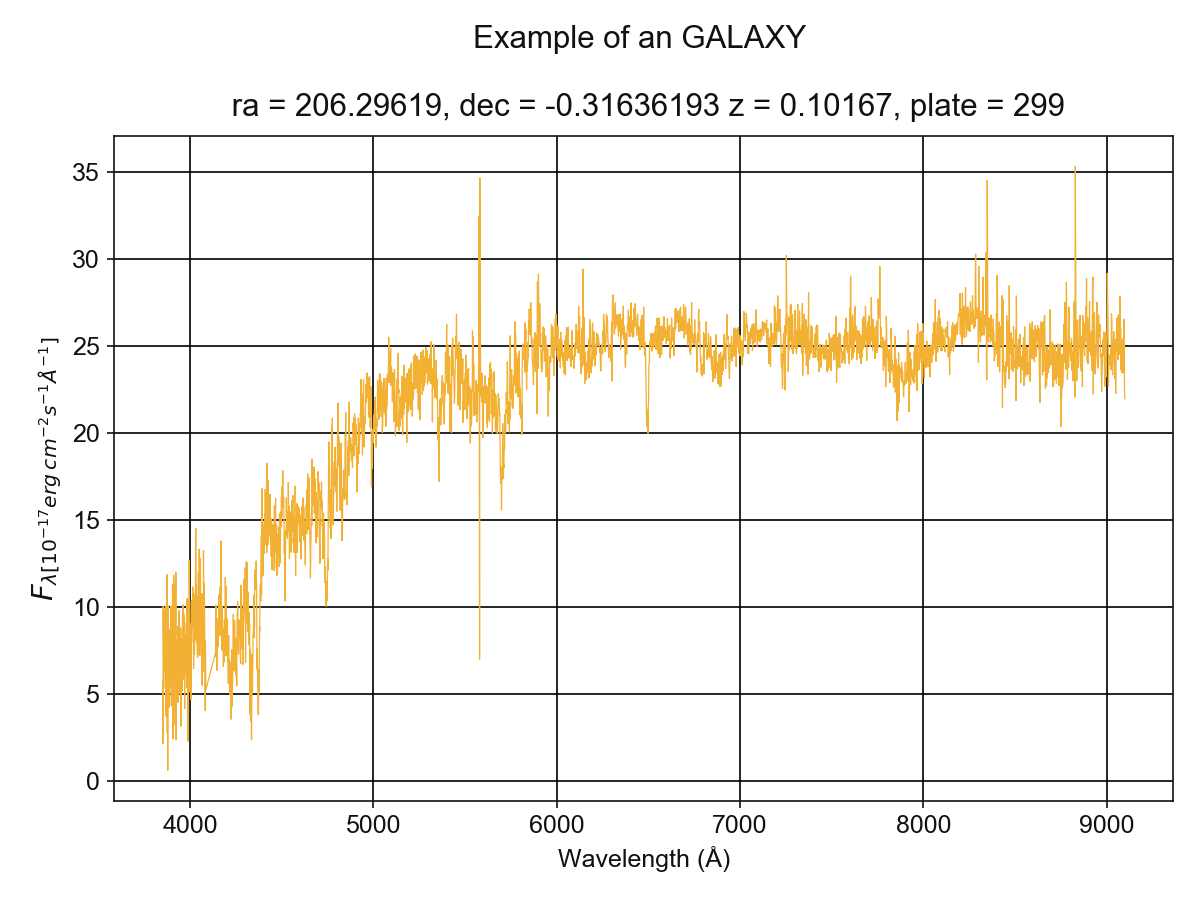 Example of an GALAXY
ra = 206.29619, dec = -0.31636193 z = 0.10167, plate = 299
35
30
25
20
15
10
5
0
F_λ[10^{−17} erg cm^{−2} s^{−1} Å^{−1}]
4000 5000 6000 7000 8000 9000
Wavelength (Å)